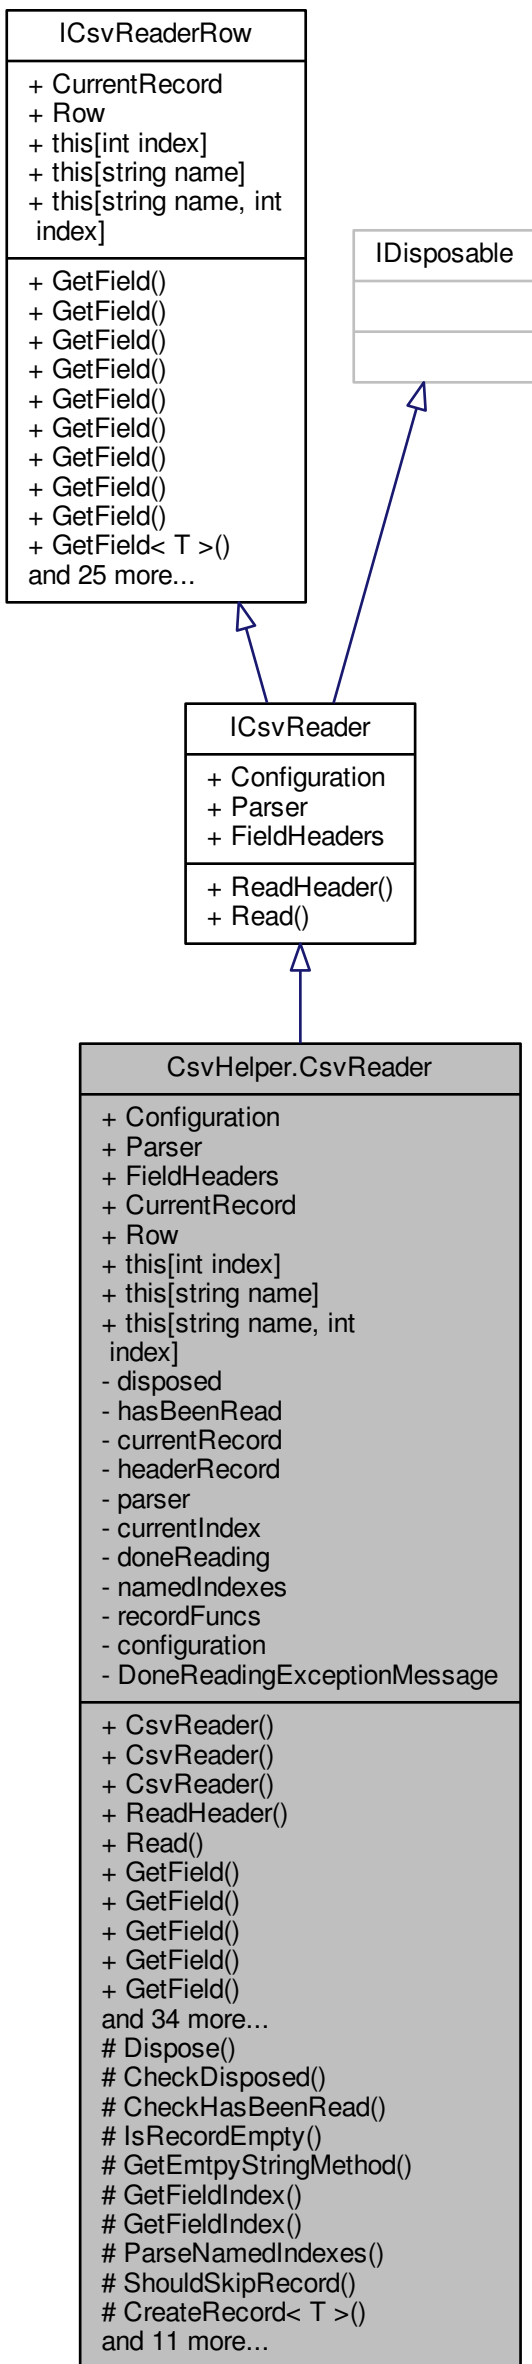 ICsvReaderRow
+ CurrentRecord
+ Row
+ this[int index]
+ this[string name]
+ this[string name, int
index]
+ GetField()
+ GetField()
+ GetField()
+ GetField()
+ GetField()
+ GetField()
+ GetField()
+ GetField()
+ GetField()
+ GetField< T >()
and 25 more...
IDisposable
ICsvReader
+ Configuration
+ Parser
+ FieldHeaders
+ ReadHeader()
+ Read()
CsvHelper.CsvReader
+ Configuration
+ Parser
+ FieldHeaders
+ CurrentRecord
+ Row
+ this[int index]
+ this[string name]
+ this[string name, int
index]
- disposed
- hasBeenRead
- currentRecord
- headerRecord
- parser
- currentIndex
- doneReading
- namedIndexes
- recordFuncs
- configuration
- DoneReadingExceptionMessage
+ CsvReader()
+ CsvReader()
+ CsvReader()
+ ReadHeader()
+ Read()
+ GetField()
+ GetField()
+ GetField()
+ GetField()
+ GetField()
and 34 more...
# Dispose()
# CheckDisposed()
# CheckHasBeenRead()
# IsRecordEmpty()
# GetEmtpyStringMethod()
# GetFieldIndex()
# GetFieldIndex()
# ParseNamedIndexes()
# ShouldSkipRecord()
# CreateRecord< T >()
and 11 more...